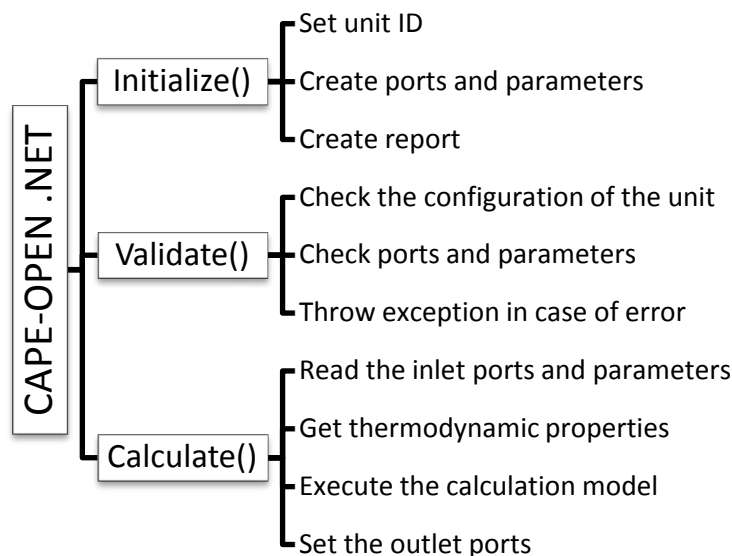 CAPE-OPEN .NET
Initialize()
Set unit ID
Create ports and parameters
Create report
Validate()
Check the configuration of the unit
Check ports and parameters
Throw exception in case of error
Calculate()
Read the inlet ports and parameters
Get thermodynamic properties
Execute the calculation model
Set the outlet ports